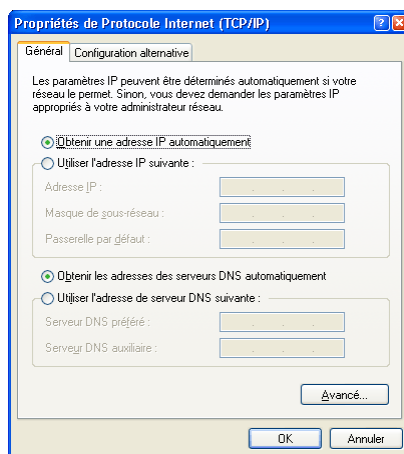 Propriétés de Protocole Internet (TCP/IP)
Général
Configuration alternative
Les paramètres IP peuvent être déterminés automatiquement si votre
réseau le permet. Sinon, vous devez demander les paramètres IP
appropriés à votre administrateur réseau.
Obtenir une adresse IP automatiquement
Utiliser l'adresse IP suivante :
Adresse IP :
Masque de sous-réseau :
Passerelle par défaut :
Obtenir les adresses des serveurs DNS automatiquement
Utiliser l'adresse de serveur DNS suivante :
Serveur DNS préféré :
Serveur DNS auxiliaire :
Avancé...
OK
Annuler